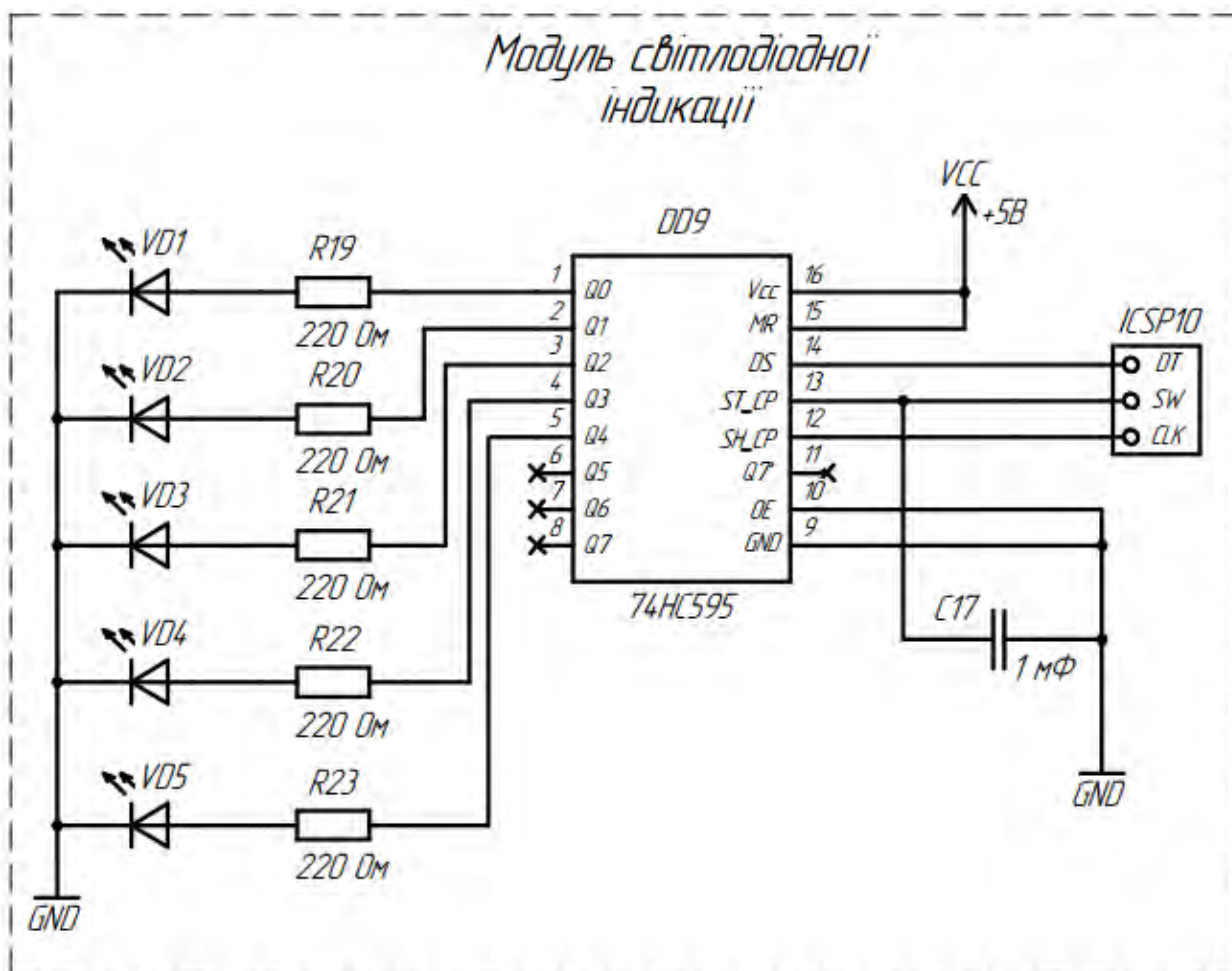 Модуль світлодіодної
індикації
VCC
+5В
DD9
VD1
R19
220 Ом
VD2
R20
220 Ом
VD3
R21
220 Ом
VD4
R22
220 Ом
VD5
R23
220 Ом
GND
1 Q0
2 Q1
3 Q2
4 Q3
5 Q4
6 Q5
7 Q6
8 Q7
Vcc 16
MR 15
DS 14
ST_CP 13
SH_CP 12
Q7' 11
OE 10
GND 9
74HC595
ICSP10
DT
SW
CLK
C17
1 мФ
GND